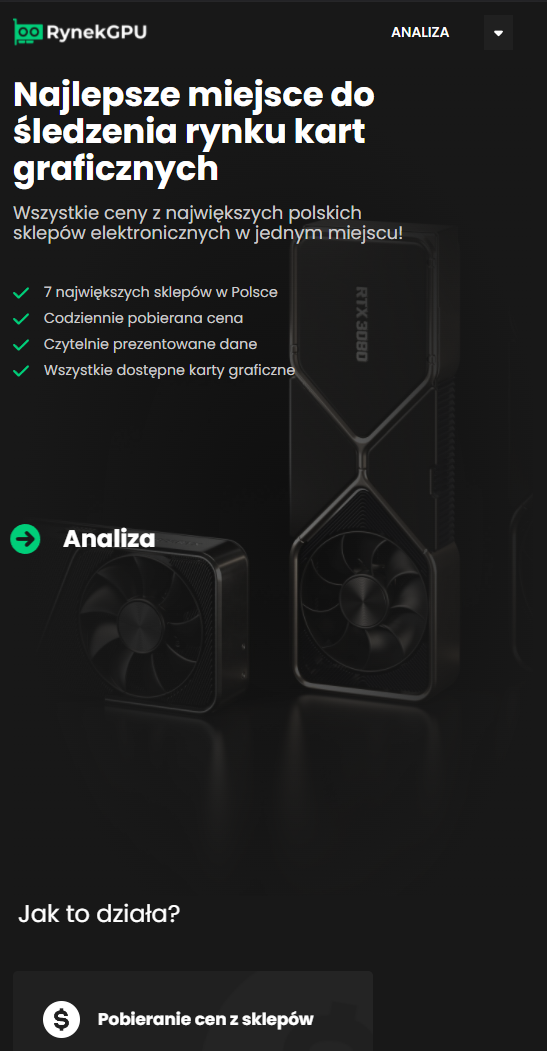 RynekGPU
ANALIZA
Najlepsze miejsce do
śledzenia rynku kart
graficznych
Wszystkie ceny z największych polskich
sklepów elektronicznych w jednym miejscu!
7 największych sklepów w Polsce
Codziennie pobierana cena
Czytelnie prezentowane dane
Wszystkie dostępne karty graficzne
RTX 3080
Analiza
Jak to działa?
Pobieranie cen z sklepów